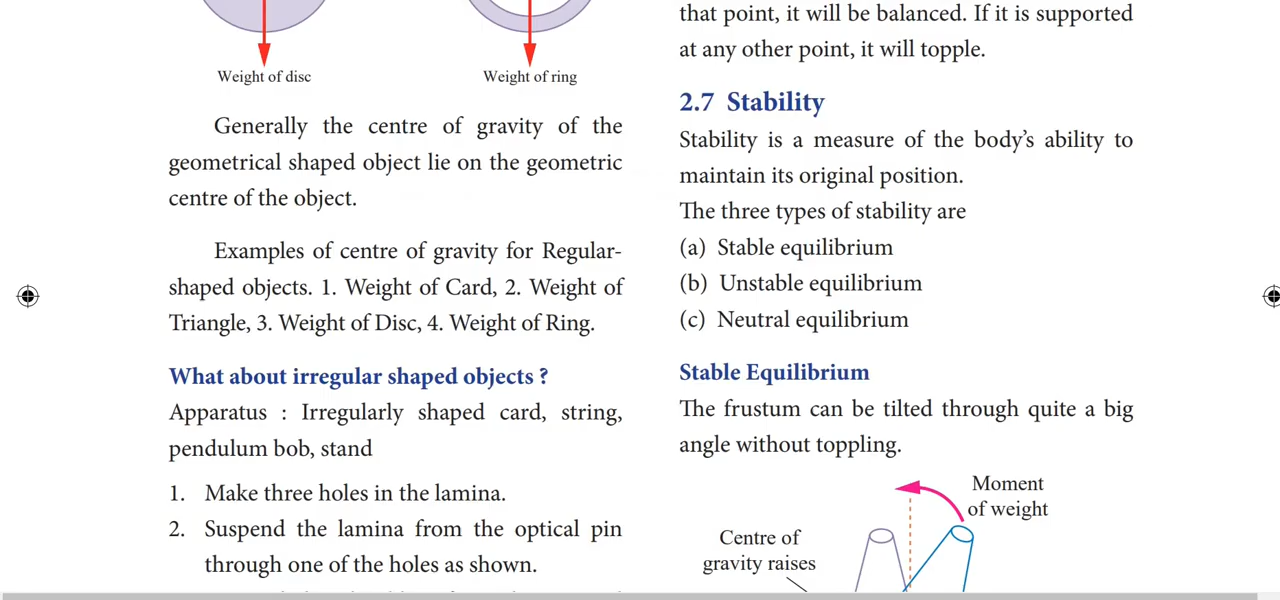 Weight of disc
Weight of ring
Generally the centre of gravity of the
geometrical shaped object lie on the geometric
centre of the object.
Examples of centre of gravity for Regular-
shaped objects. 1. Weight of Card, 2. Weight of
Triangle, 3. Weight of Disc, 4. Weight of Ring.
What about irregular shaped objects ?
Apparatus : Irregularly shaped card, string,
pendulum bob, stand
1. Make three holes in the lamina.
2. Suspend the lamina from the optical pin
through one of the holes as shown.
that point, it will be balanced. If it is supported
at any other point, it will topple.
2.7 Stability
Stability is a measure of the body’s ability to
maintain its original position.
The three types of stability are
(a) Stable equilibrium
(b) Unstable equilibrium
(c) Neutral equilibrium
Stable Equilibrium
The frustum can be tilted through quite a big
angle without toppling.
Moment
of weight
Centre of
gravity raises